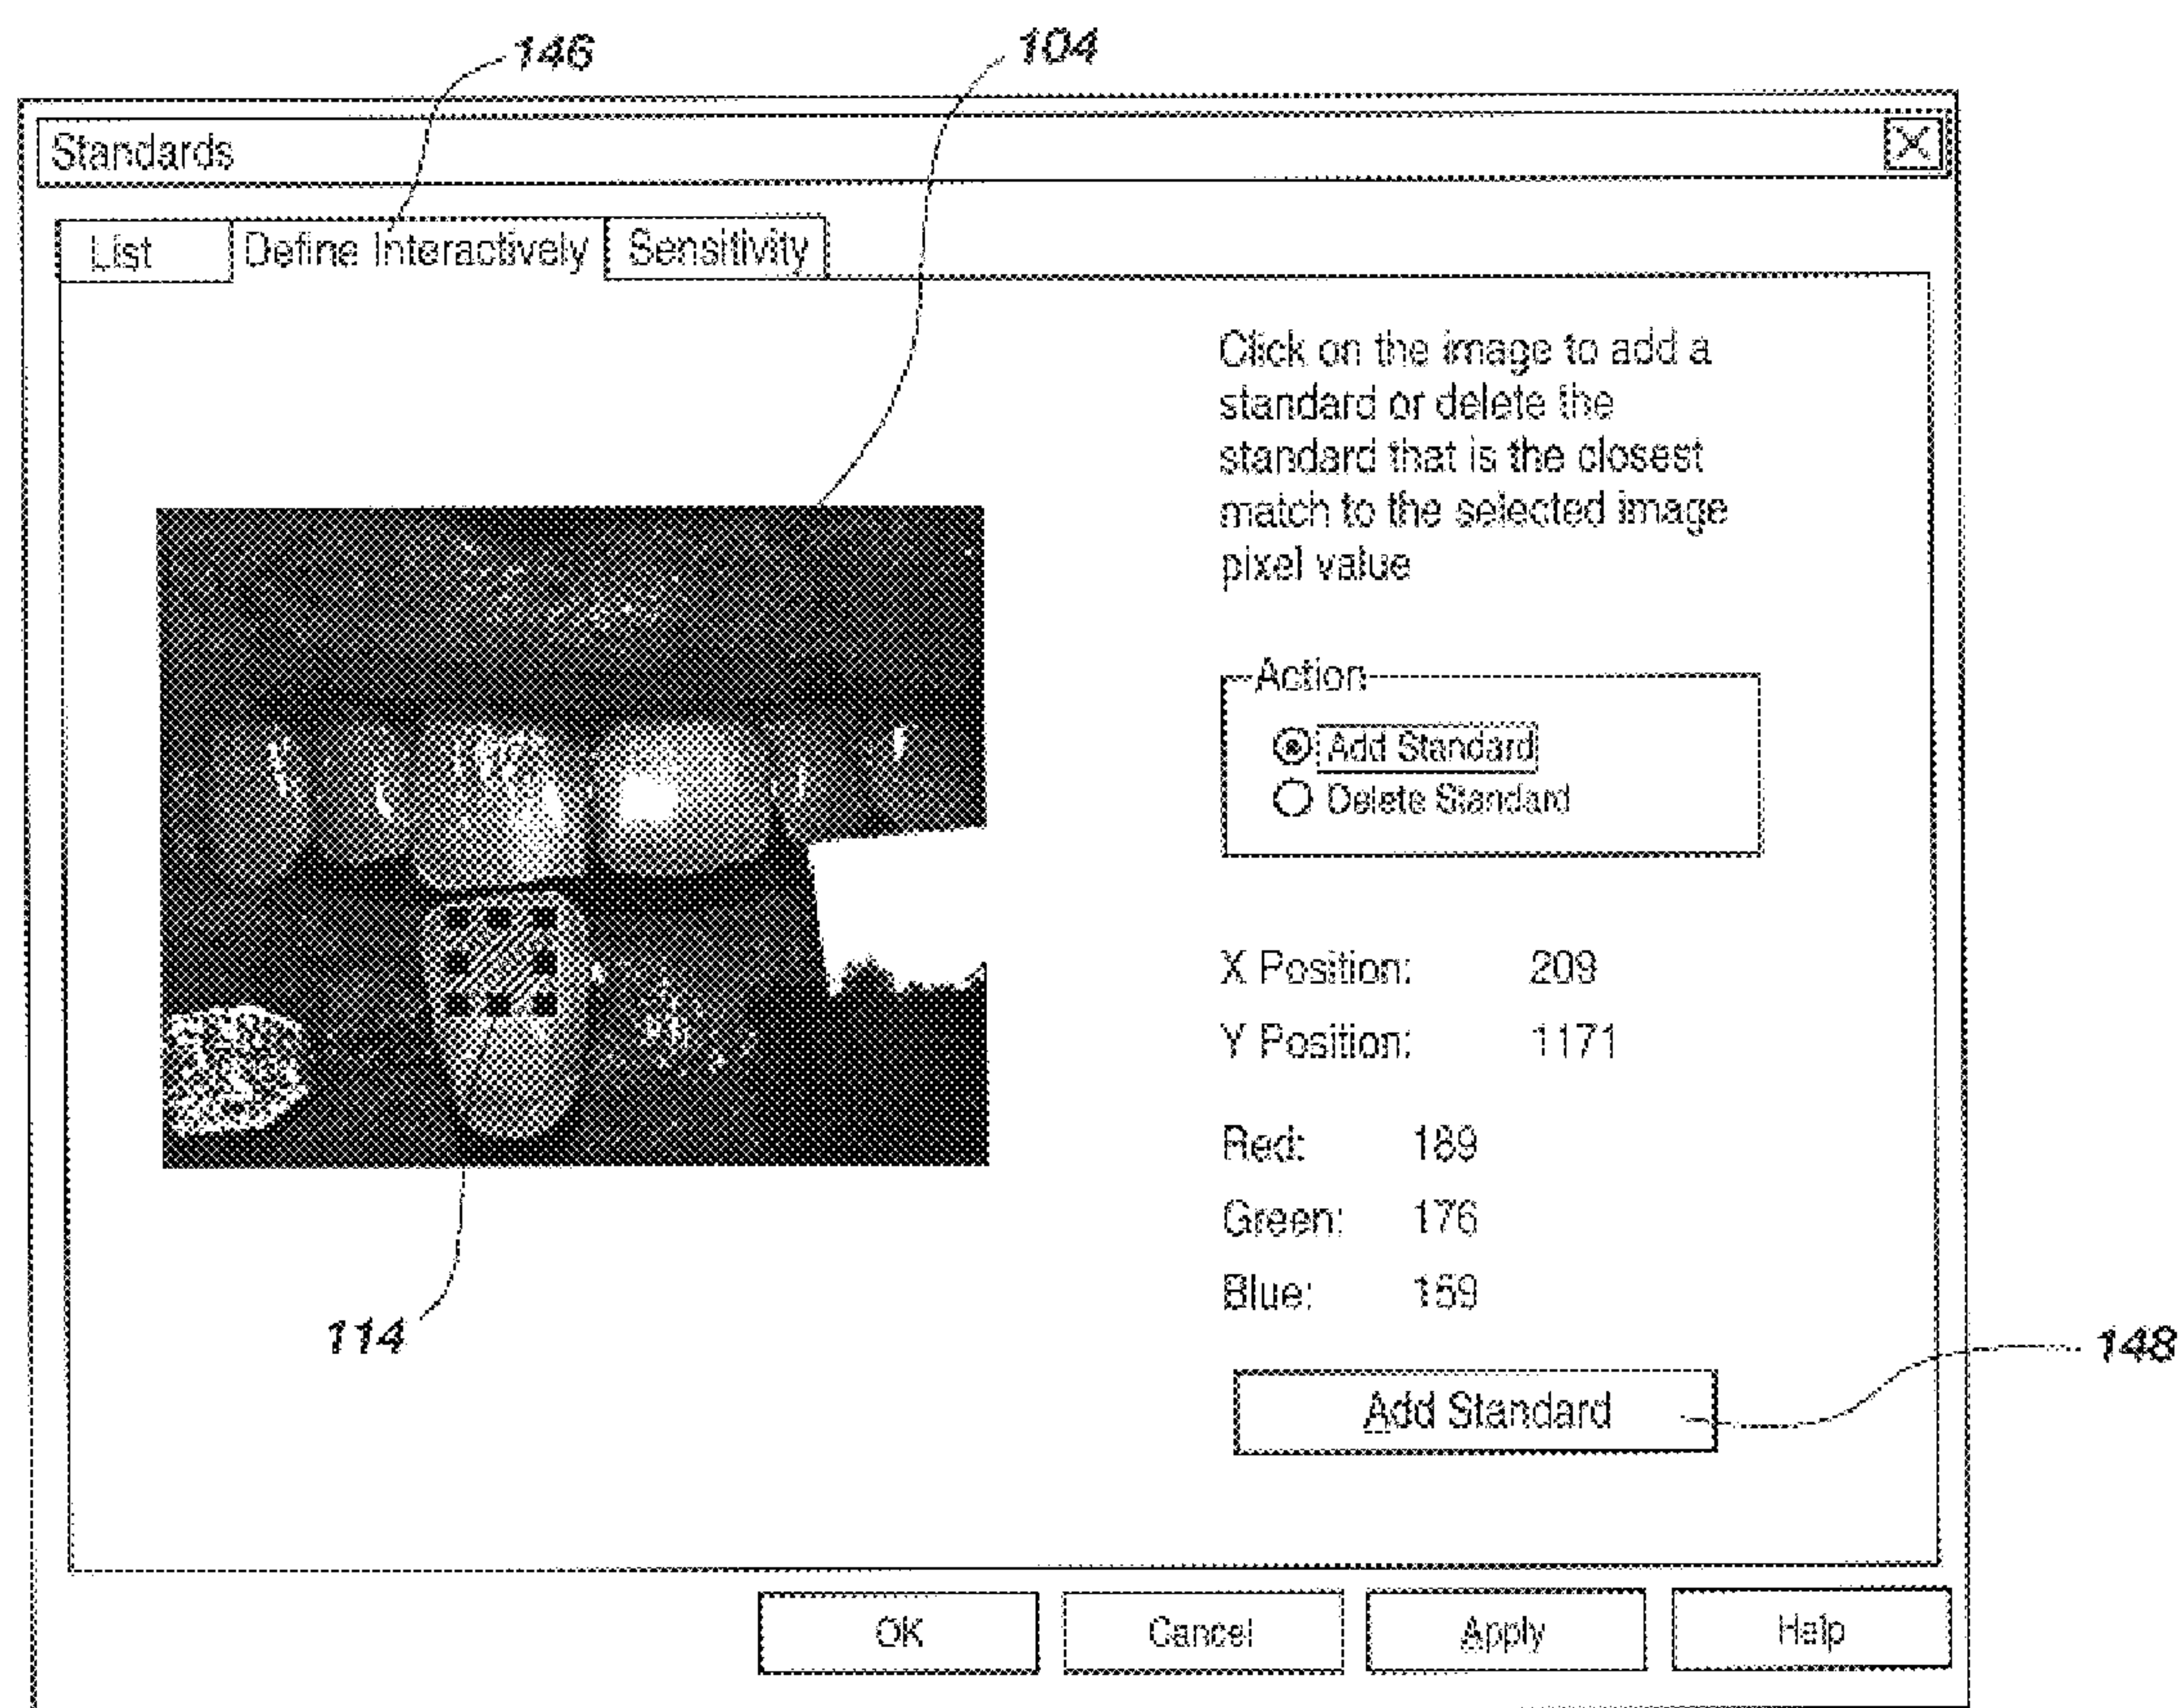 146
104
Standards
List
Define Interactively
Sensitivity
Click on the image to add a
standard or delete the
standard that is the closest
match to the selected image
pixel value
Action
Add Standard
Delete Standard
X Position: 209
Y Position: 1171
Red: 189
Green: 176
Blue: 159
114
148
Add Standard
OK
Cancel
Apply
Help